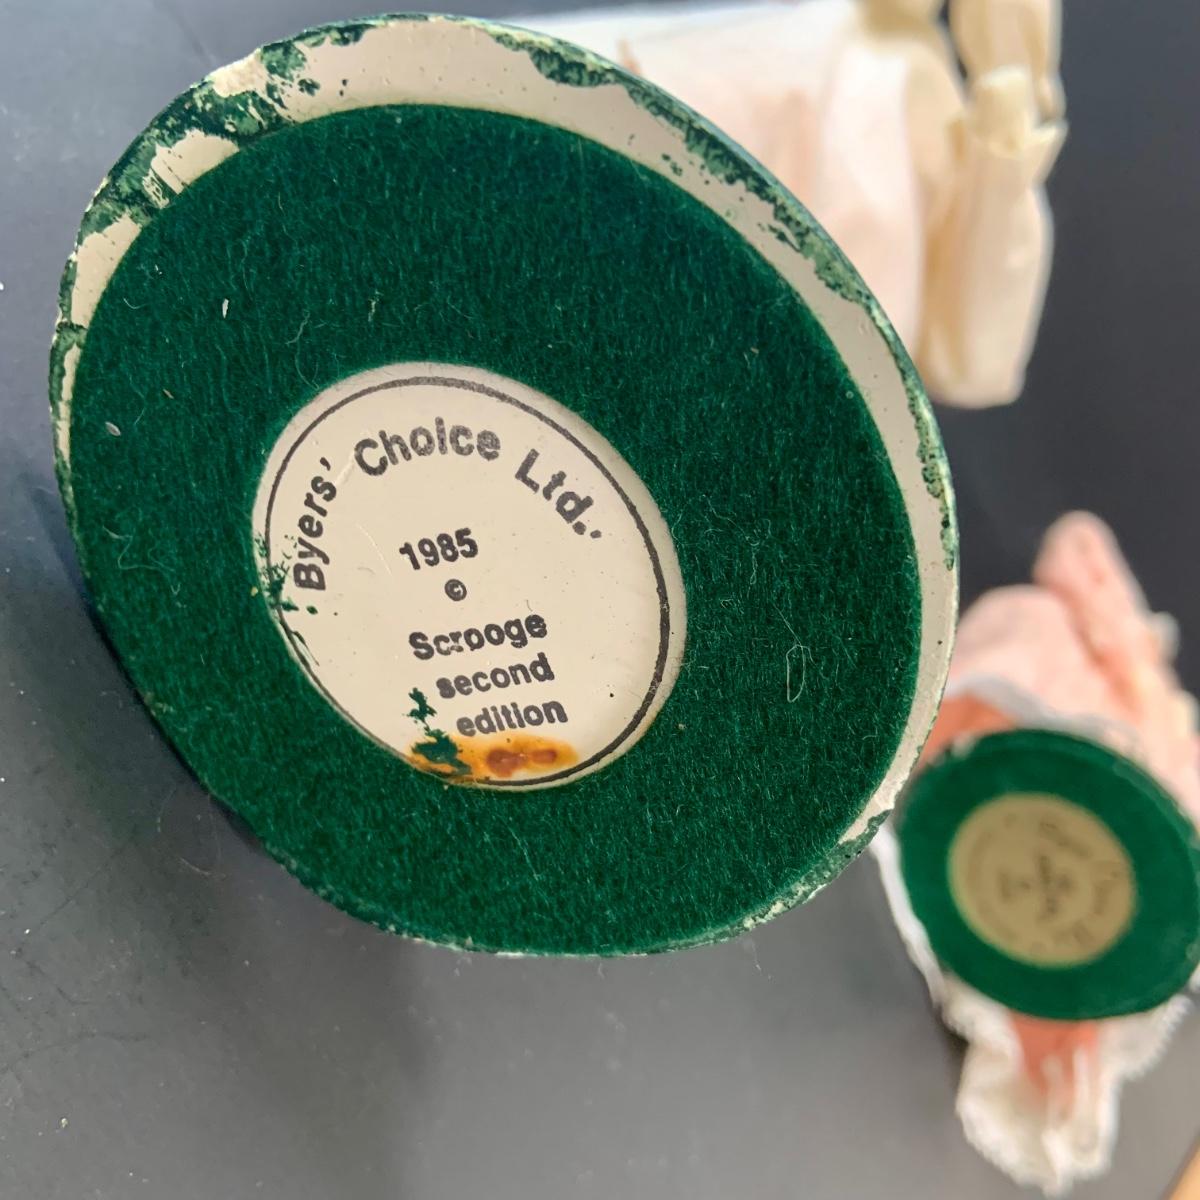 Byers' Choice Ltd.
1985
©
Scrooge
second
edition